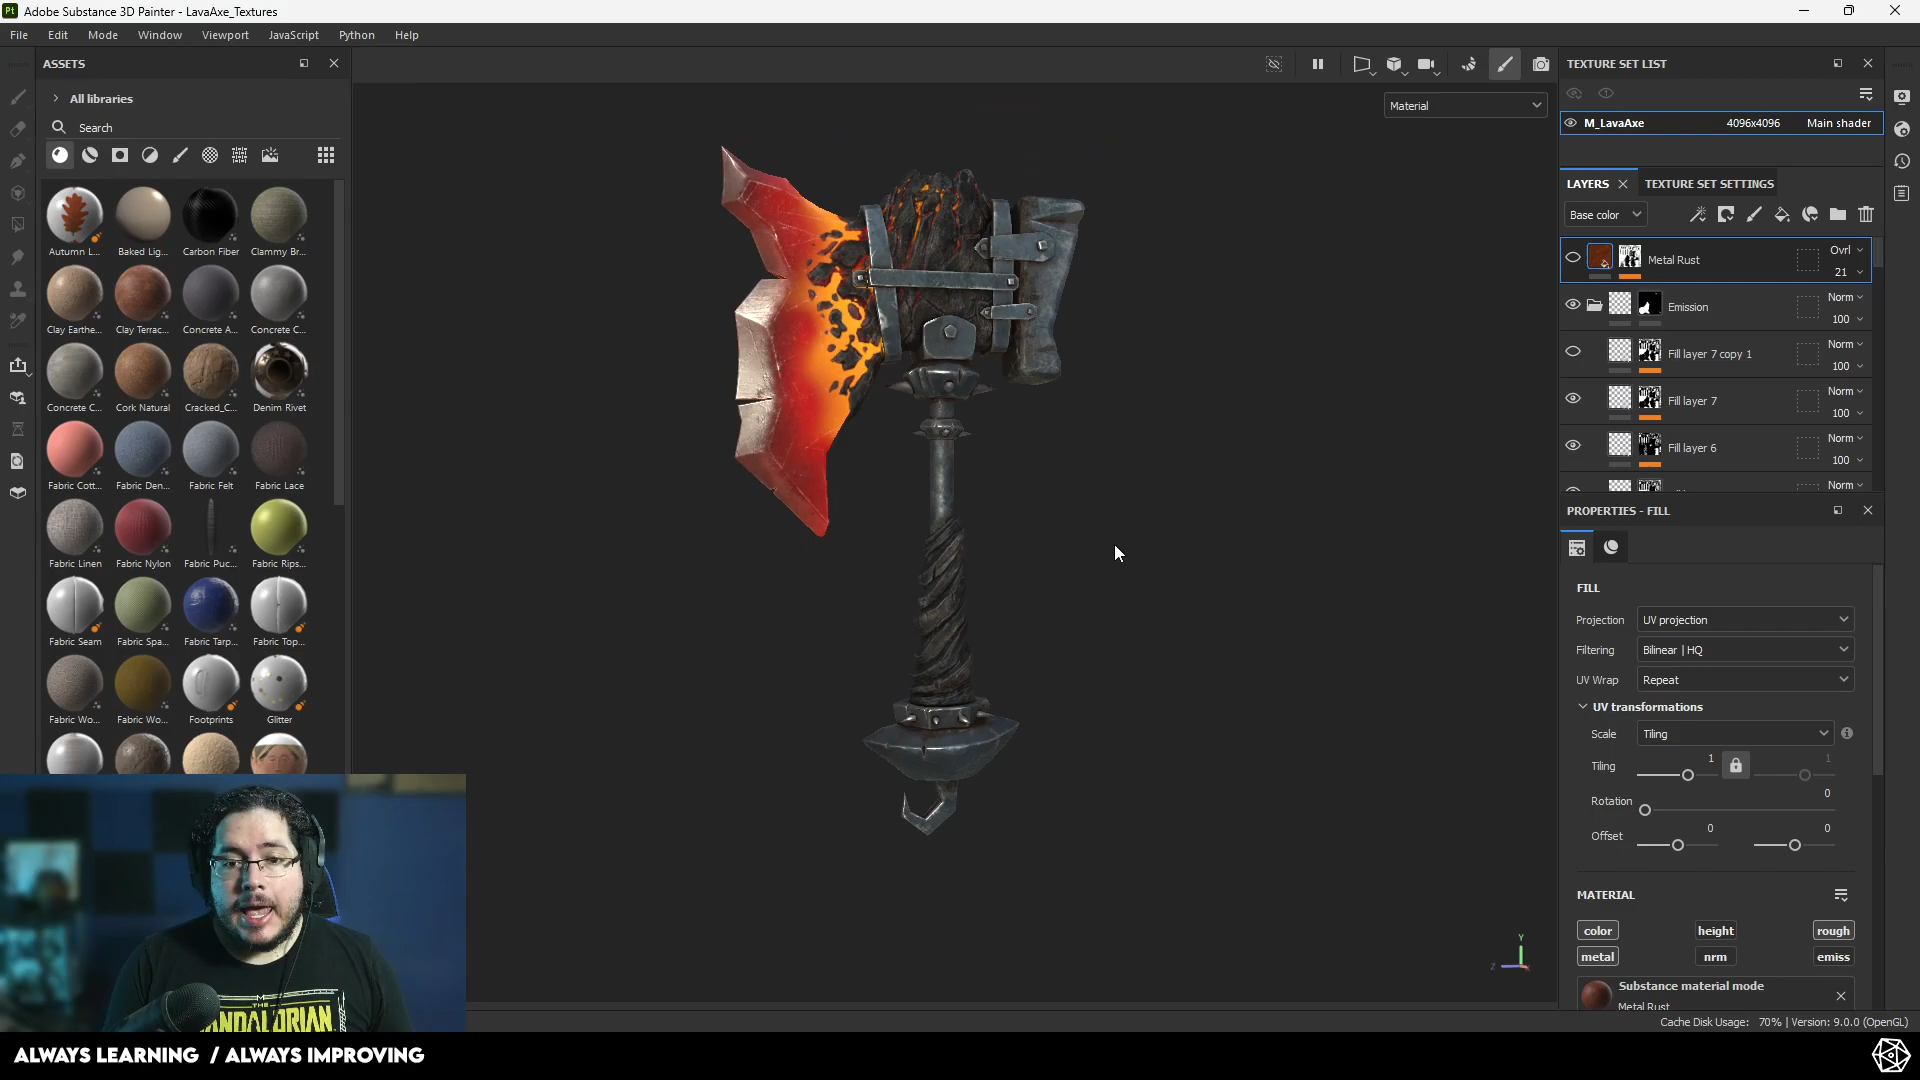 Pt Adobe Substance 3D Painter - LavaAxe_Textures
File Edit Mode Window Viewport JavaScript Python Help
ASSETS
All libraries
Search
Autumn L... Baked Lig... Carbon Fiber Clammy Br...
Clay Earthe... Clay Terrac... Concrete A... Concrete C...
Concrete C... Cork Natural Cracked_C... Denim Rivet
Fabric Cott... Fabric Den... Fabric Felt Fabric Lace
Fabric Linen Fabric Nylon Fabric Puc... Fabric Rips...
Fabric Seam Fabric Spa... Fabric Tarp... Fabric Top...
Fabric Wo... Fabric Wo... Footprints Glitter
Material
Y
Z
TEXTURE SET LIST
M_LavaAxe 4096x4096 Main shader
LAYERS TEXTURE SET SETTINGS
Base color
Metal Rust Ovrl 21
Emission Norm 100
Fill layer 7 copy 1 Norm 100
Fill layer 7 Norm 100
Fill layer 6 Norm 100
Norm
PROPERTIES - FILL
FILL
Projection UV projection
Filtering Bilinear | HQ
UV Wrap Repeat
UV transformations
Scale Tiling
Tiling 1 1
Rotation 0
Offset 0 0
MATERIAL
color height rough
metal nrm emiss
Substance material mode
Metal Rust
Cache Disk Usage: 70% | Version: 9.0.0 (OpenGL)
THE
MANDALORIAN
ALWAYS LEARNING / ALWAYS IMPROVING